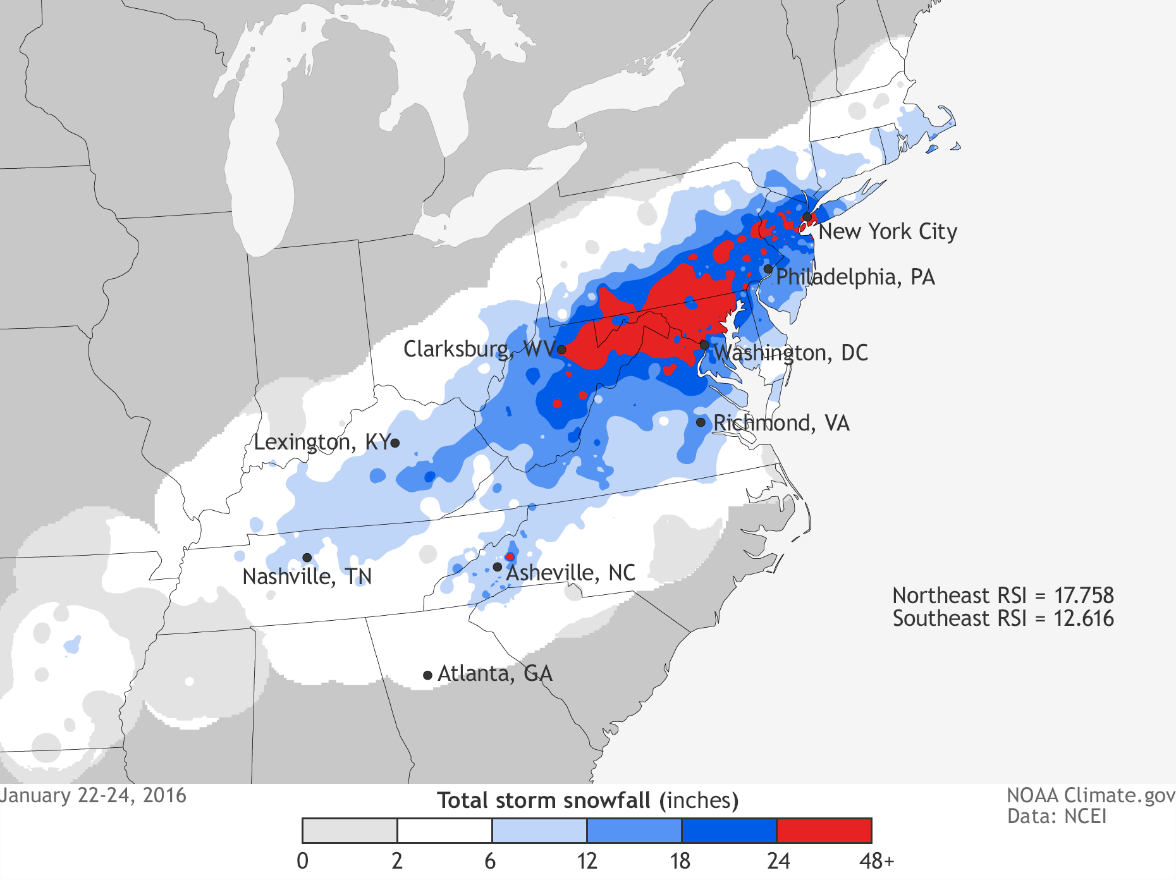 New York City
Philadelphia, PA
Clarksburg, WV
Washington, DC
Richmond, VA
Lexington, KY
Nashville, TN
Asheville, NC
Northeast RSI = 17.758
Southeast RSI = 12.616
Atlanta, GA
January 22-24, 2016
Total storm snowfall (inches)
NOAA Climate.gov
Data: NCEI
0 2 6 12 18 24 48+